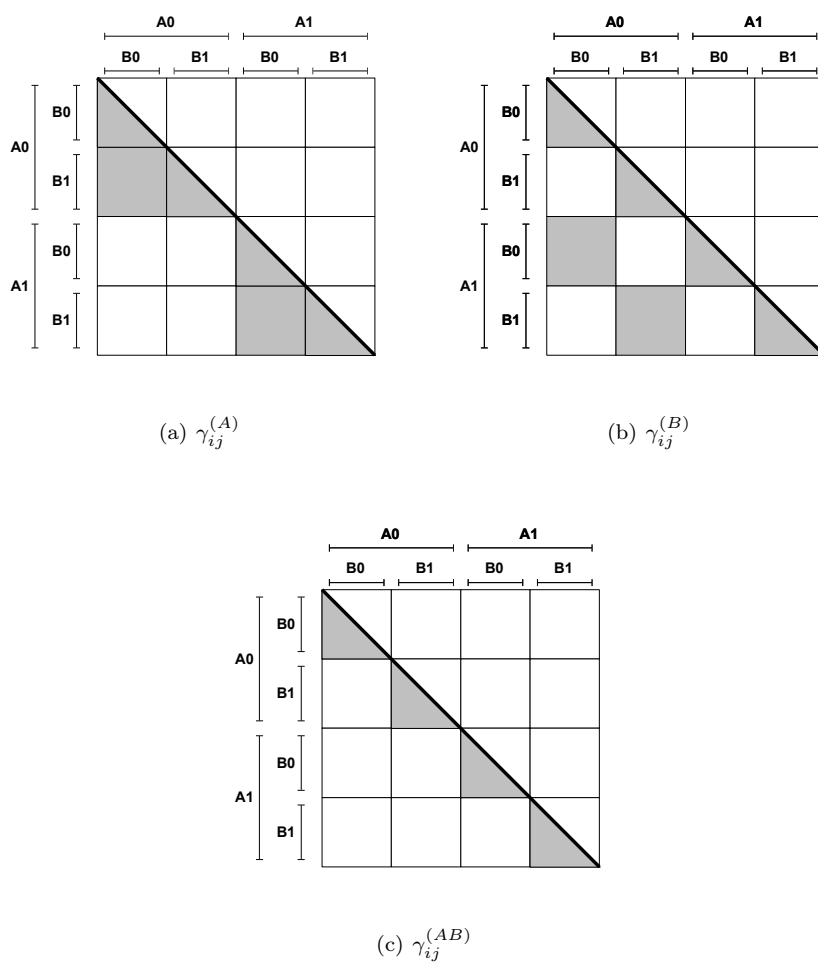 A0 A1 A0 A1
B0 B1 B0 B1 B0 B1 B0 B1
B0 B0
A0 A0
B1 B1
B0 B0
A1 A1
B1 B1
(a) γ_{ij}^{(A)} (b) γ_{ij}^{(B)}
A0 A1
B0 B1 B0 B1
B0
A0
B1
B0
A1
B1
(c) γ_{ij}^{(AB)}